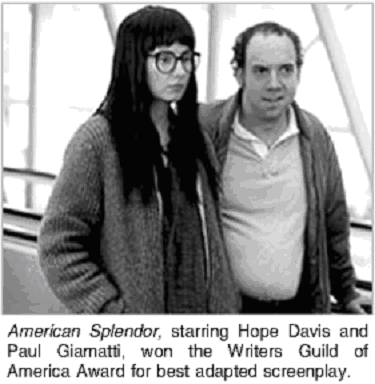 American Splendor, starring Hope Davis and
Paul Giamatti, won the Writers Guild of
America Award for best adapted screenplay.